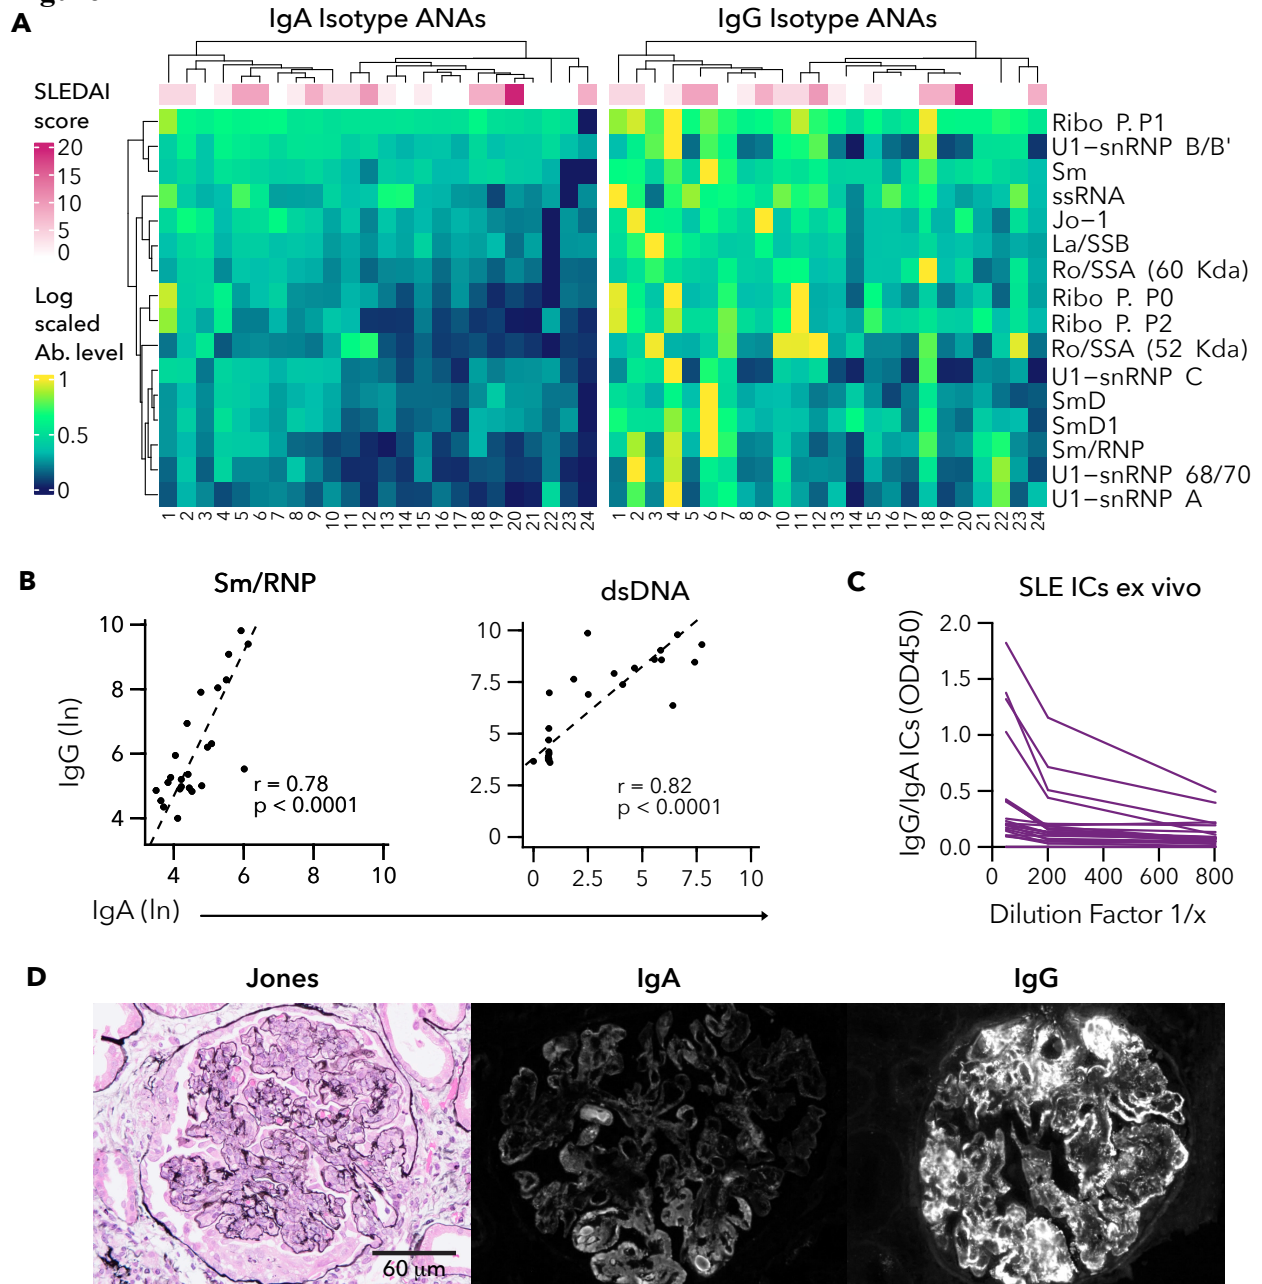 A
IgA Isotype ANAs
IgG Isotype ANAs
SLEDAI
score
20
15
10
5
0
Log
scaled
Ab. level
1
0.5
0
Ribo P. P1
U1-snRNP B/B'
Sm
ssRNA
Jo-1
La/SSB
Ro/SSA (60 Kda)
Ribo P. P0
Ribo P. P2
Ro/SSA (52 Kda)
U1-snRNP C
SmD
SmD1
Sm/RNP
U1-snRNP 68/70
U1-snRNP A
1 2 3 4 5 6 7 8 9 10 11 12 13 14 15 16 17 18 19 20 21 22 23 24
1 2 3 4 5 6 7 8 9 10 11 12 13 14 15 16 17 18 19 20 21 22 23 24
B
Sm/RNP
IgG (ln)
10
8
6
4
r = 0.78
p < 0.0001
4 6 8 10
dsDNA
10
7.5
5
2.5
0
r = 0.82
p < 0.0001
0 2.5 5 7.5 10
IgA (ln)
C
SLE ICs ex vivo
IgG/IgA ICs (OD450)
2.0
1.5
1.0
0.5
0.0
0 200 400 600 800
Dilution Factor 1/x
D
Jones
IgA
IgG
60 μm